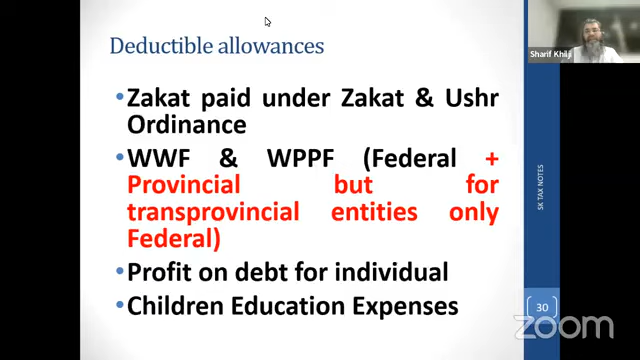 Deductible allowances
Sharif Khilji
•Zakat paid under Zakat & Ushr
Ordinance
•WWF & WPPF (Federal +
Provincial but for
transprovincial entities only
Federal)
•Profit on debt for individual
•Children Education Expenses
SK TAX NOTES
30
zoom